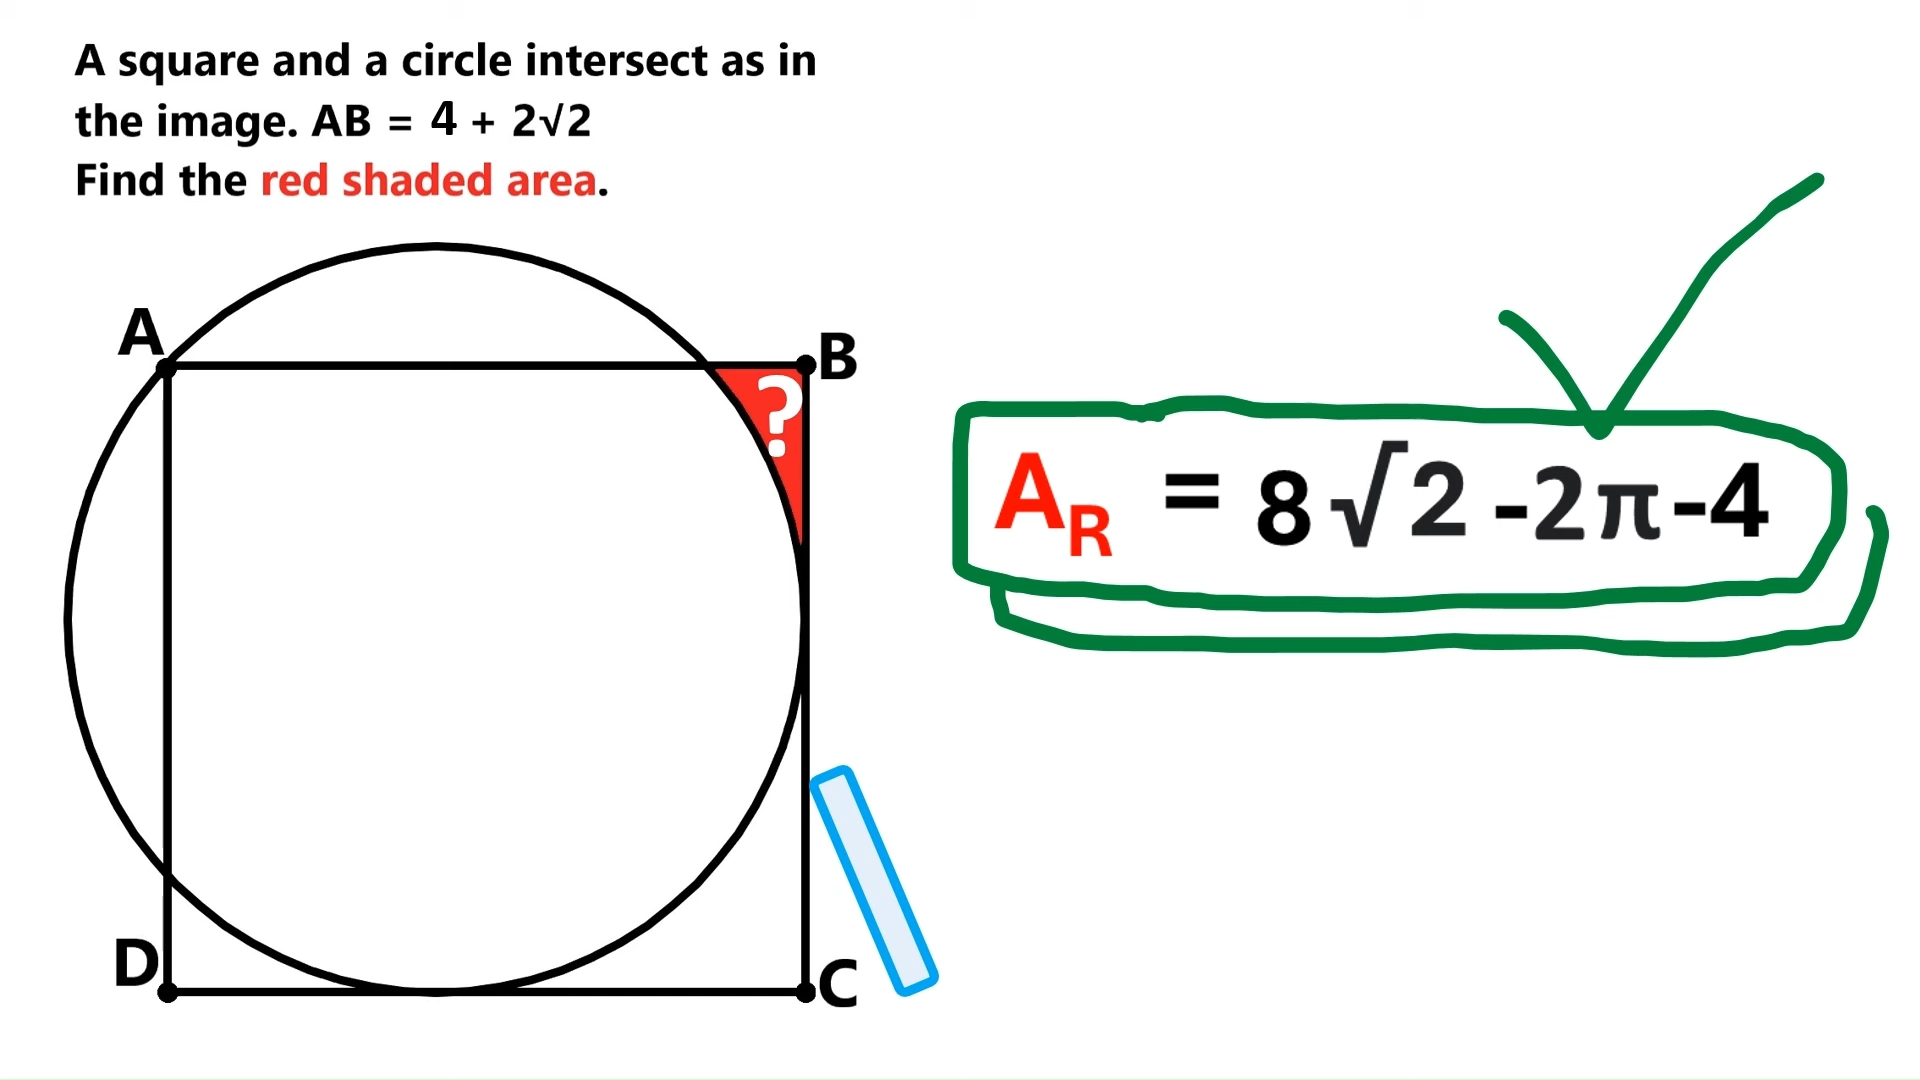 A square and a circle intersect as in
the image. AB = 4 + 2√2
Find the red shaded area.
A
B
?
A_R = 8√2 -2π-4
D
C